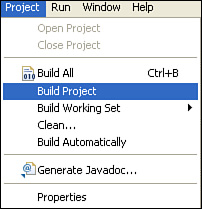 Project Run Window Help
Open Project
Close Project
Build All Ctrl+B
Build Project
Build Working Set
Clean...
Build Automatically
Generate Javadoc...
Properties